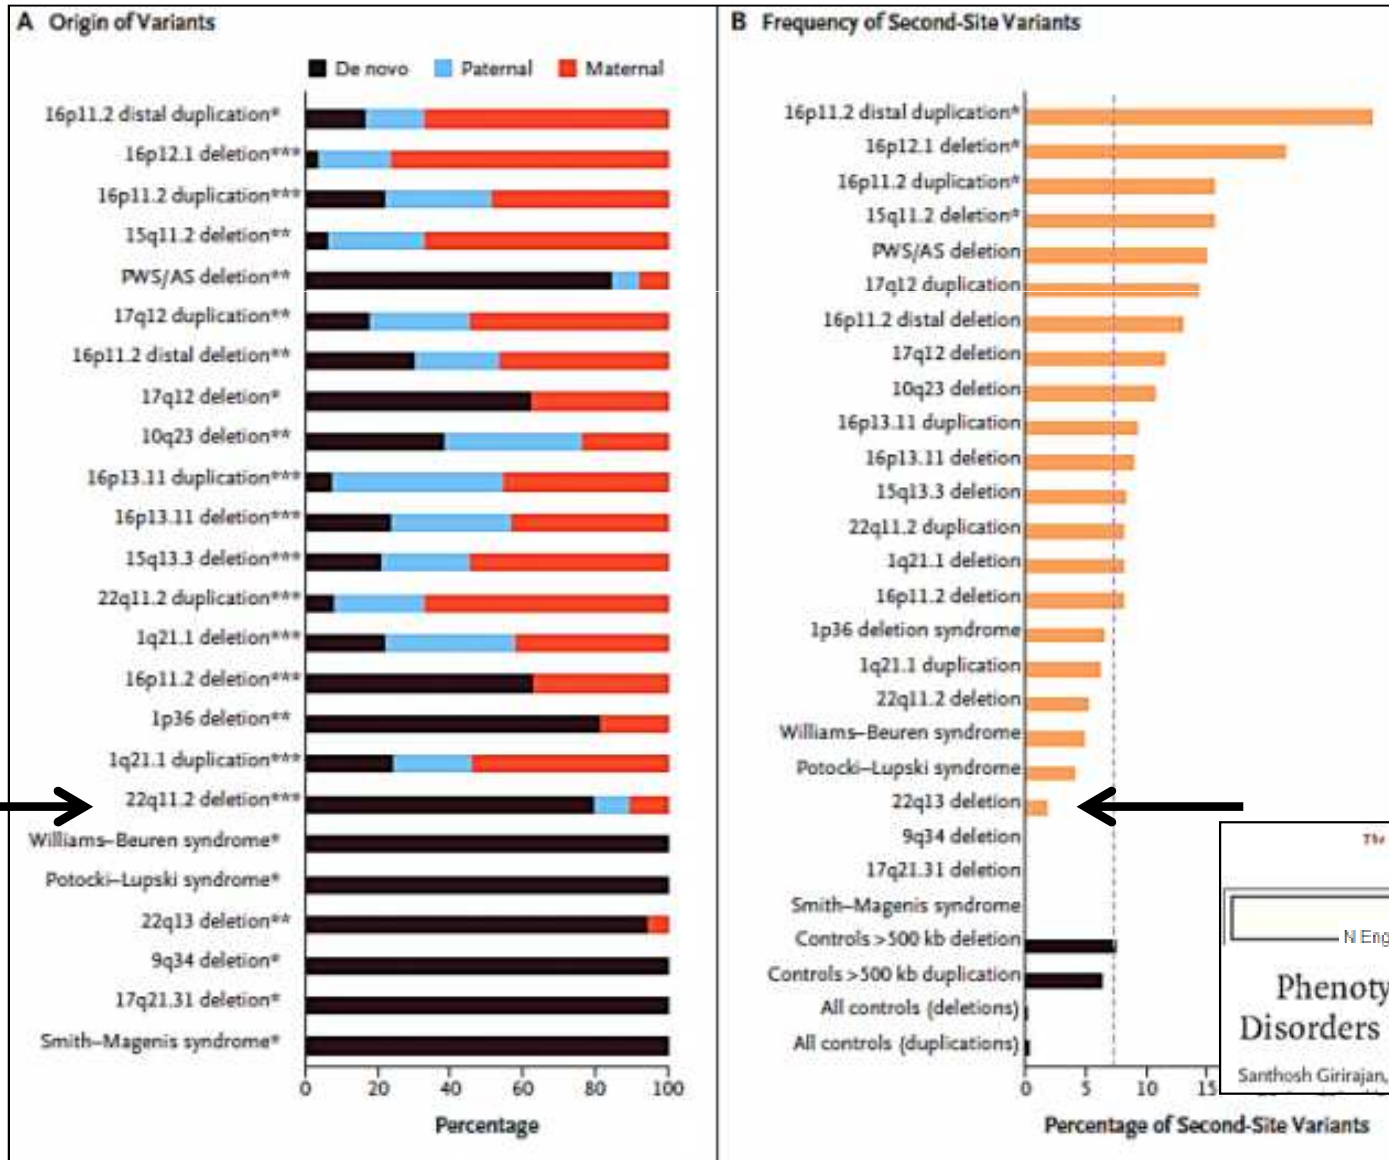 A Origin of Variants
De novo Paternal Maternal
16p11.2 distal duplication*
16p12.1 deletion***
16p11.2 duplication***
15q11.2 deletion**
PWS/AS deletion**
17q12 duplication**
16p11.2 distal deletion**
17q12 deletion*
10q23 deletion**
16p13.11 duplication***
16p13.11 deletion***
15q13.3 deletion***
22q11.2 duplication***
1q21.1 deletion***
16p11.2 deletion***
1p36 deletion**
1q21.1 duplication***
22q11.2 deletion***
Williams–Beuren syndrome*
Potocki–Lupski syndrome*
22q13 deletion**
9q34 deletion*
17q21.31 deletion*
Smith–Magenis syndrome*
0 20 40 60 80 100
Percentage
B Frequency of Second-Site Variants
16p11.2 distal duplication*
16p12.1 deletion*
16p11.2 duplication*
15q11.2 deletion*
PWS/AS deletion
17q12 duplication
16p11.2 distal deletion
17q12 deletion
10q23 deletion
16p13.11 duplication
16p13.11 deletion
15q13.3 deletion
22q11.2 duplication
1q21.1 deletion
16p11.2 deletion
1p36 deletion syndrome
1q21.1 duplication
22q11.2 deletion
Williams–Beuren syndrome
Potocki–Lupski syndrome
22q13 deletion
9q34 deletion
17q21.31 deletion
Smith–Magenis syndrome
Controls >500 kb deletion
Controls >500 kb duplication
All controls (deletions)
All controls (duplications)
0 5 10 15
Percentage of Second-Site Variants
The
N Eng
Phenoty
Disorders
Santhosh Girirajan,